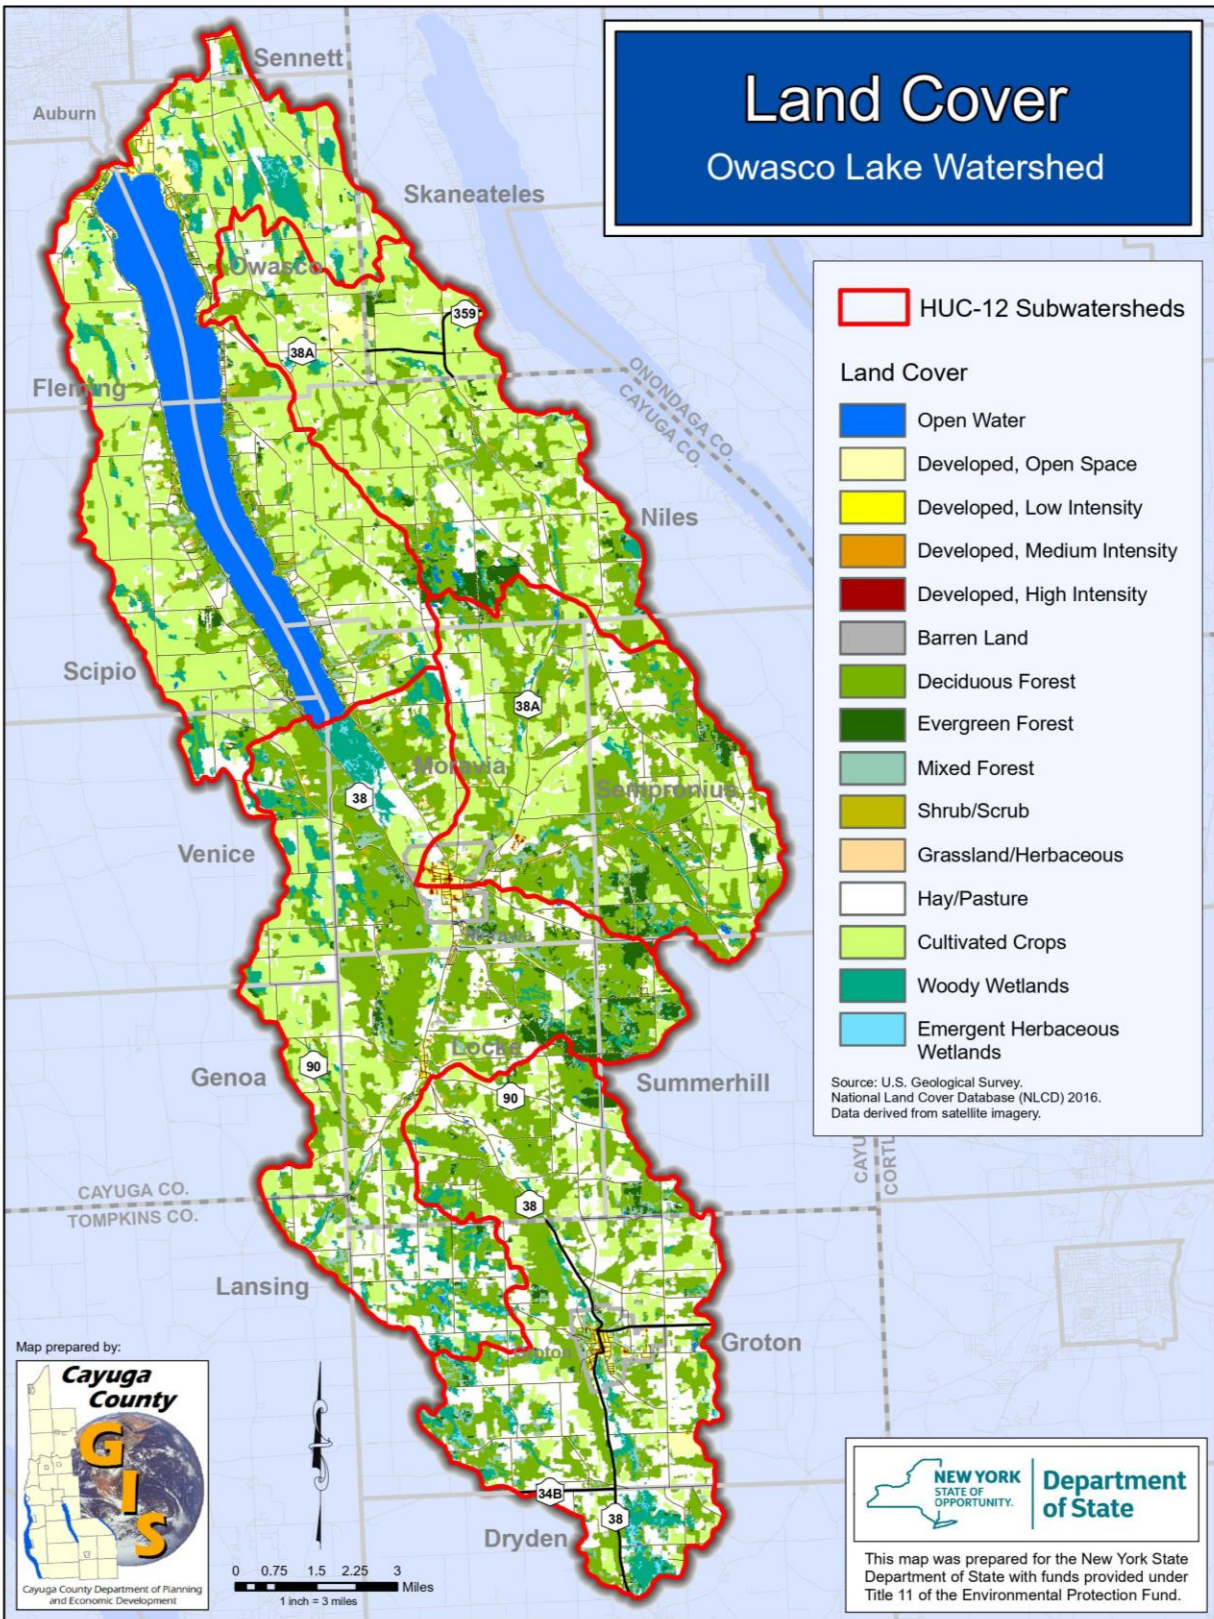 Land Cover
Owasco Lake Watershed
Sennett
Auburn
Skaneateles
Owasco
359
38A
Fleming
ONONDAGA CO.
CAYUGA CO.
Niles
Scipio
38A
Moravia
Sempronius
38
Venice
Moravia
Locke
90
Genoa
90
Summerhill
CAYUGA CO.
TOMPKINS CO.
38
Lansing
Groton
Groton
34B
38
Dryden
HUC-12 Subwatersheds
Land Cover
Open Water
Developed, Open Space
Developed, Low Intensity
Developed, Medium Intensity
Developed, High Intensity
Barren Land
Deciduous Forest
Evergreen Forest
Mixed Forest
Shrub/Scrub
Grassland/Herbaceous
Hay/Pasture
Cultivated Crops
Woody Wetlands
Emergent Herbaceous
Wetlands
Source: U.S. Geological Survey.
National Land Cover Database (NLCD) 2016.
Data derived from satellite imagery.
CAYU
CORTL
Map prepared by:
Cayuga
County
GIS
Cayuga County Department of Planning
and Economic Development
0 0.75 1.5 2.25 3
Miles
1 inch = 3 miles
NEW YORK
STATE OF
OPPORTUNITY.
Department
of State
This map was prepared for the New York State
Department of State with funds provided under
Title 11 of the Environmental Protection Fund.